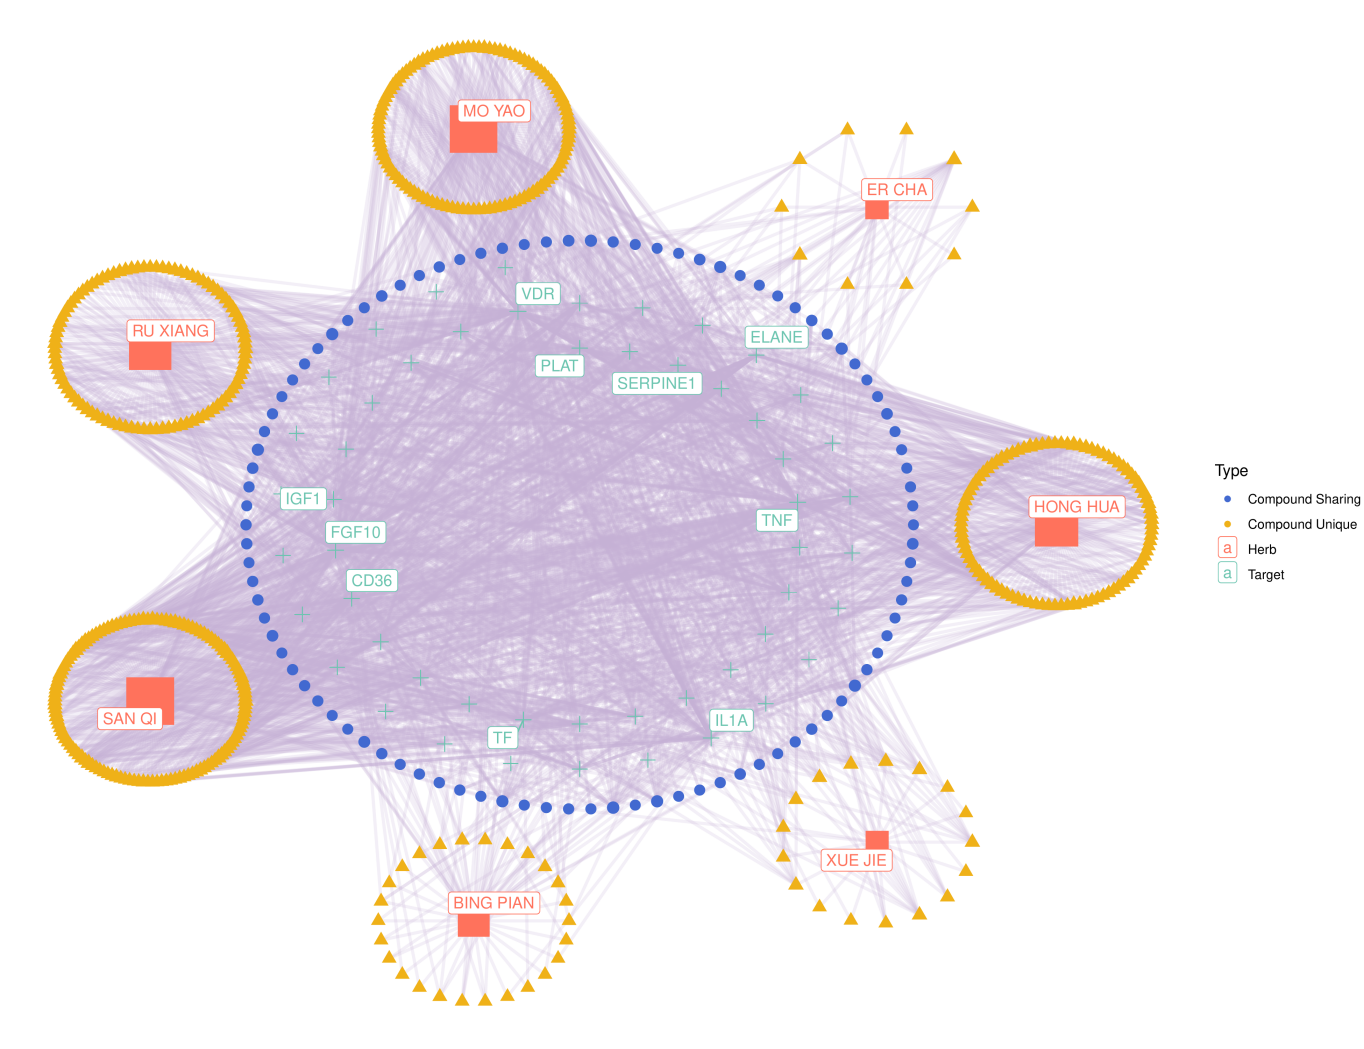 MO YAO
ER CHA
VDR
RU XIANG
ELANE
PLAT
SERPINE1
IGF1
HONG HUA
TNF
FGF10
CD36
SAN QI
IL1A
TF
XUE JIE
BING PIAN
Type
Compound Sharing
Compound Unique
a Herb
a Target